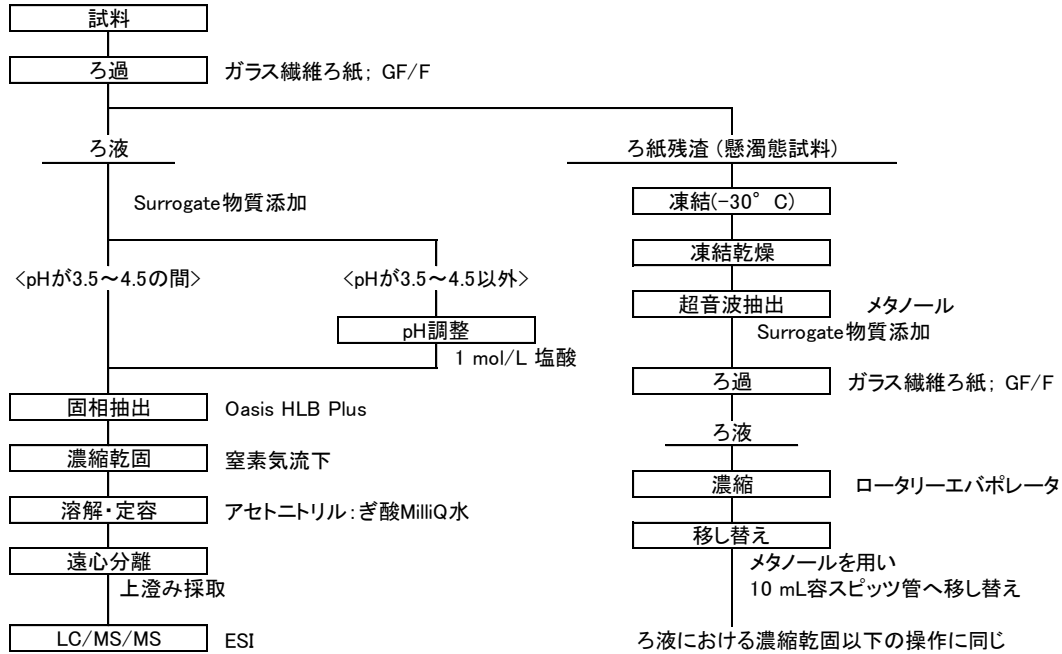 試料
ろ過 ガラス繊維ろ紙; GF/F
ろ液
Surrogate物質添加
<pHが3.5～4.5の間>
<pHが3.5～4.5以外>
pH調整
1 mol/L 塩酸
固相抽出 Oasis HLB Plus
濃縮乾固 窒素気流下
溶解・定容 アセトニトリル：ぎ酸MilliQ水
遠心分離
上澄み採取
LC/MS/MS ESI
ろ紙残渣 (懸濁態試料)
凍結(-30° C)
凍結乾燥
超音波抽出 メタノール
Surrogate物質添加
ろ過 ガラス繊維ろ紙; GF/F
ろ液
濃縮 ロータリーエバポレータ
移し替え
メタノールを用い
10 mL容スピッツ管へ移し替え
ろ液における濃縮乾固以下の操作に同じ